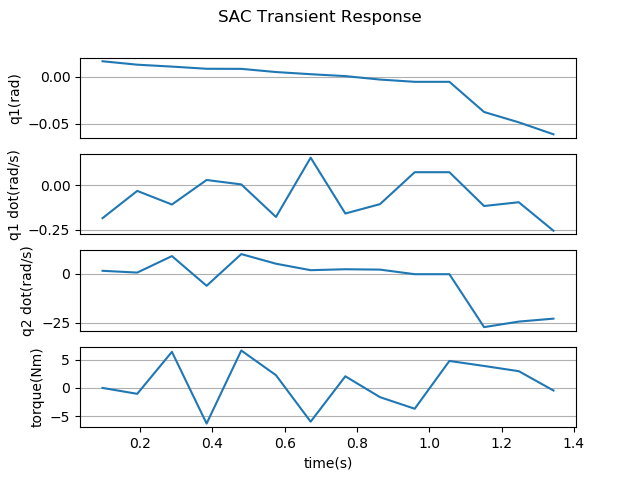 SAC Transient Response
q1(rad)
0.00
−0.05
q1 dot(rad/s)
0.00
−0.25
q2 dot(rad/s)
0
−25
torque(Nm)
5
0
−5
0.2 0.4 0.6 0.8 1.0 1.2 1.4
time(s)